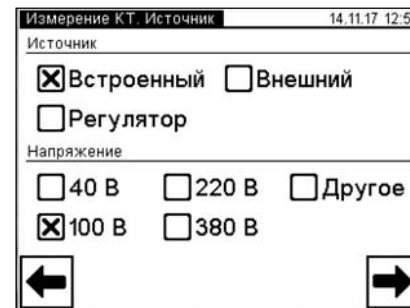 Измерение КТ. Источник 14.11.17 12:5
Источник
Встроенный Внешний
Регулятор
Напряжение
40 В 220 В Другое
100 В 380 В